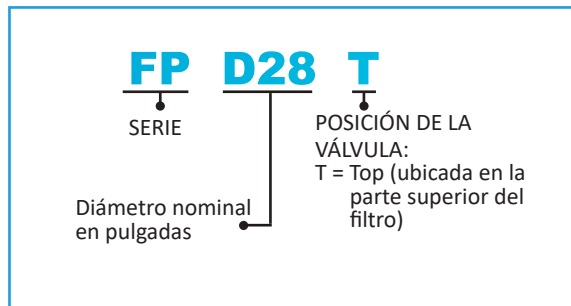 FP D28 T
SERIE
POSICIÓN DE LA
VÁLVULA:
T = Top (ubicada en la
parte superior del
filtro)
Diámetro nominal
en pulgadas